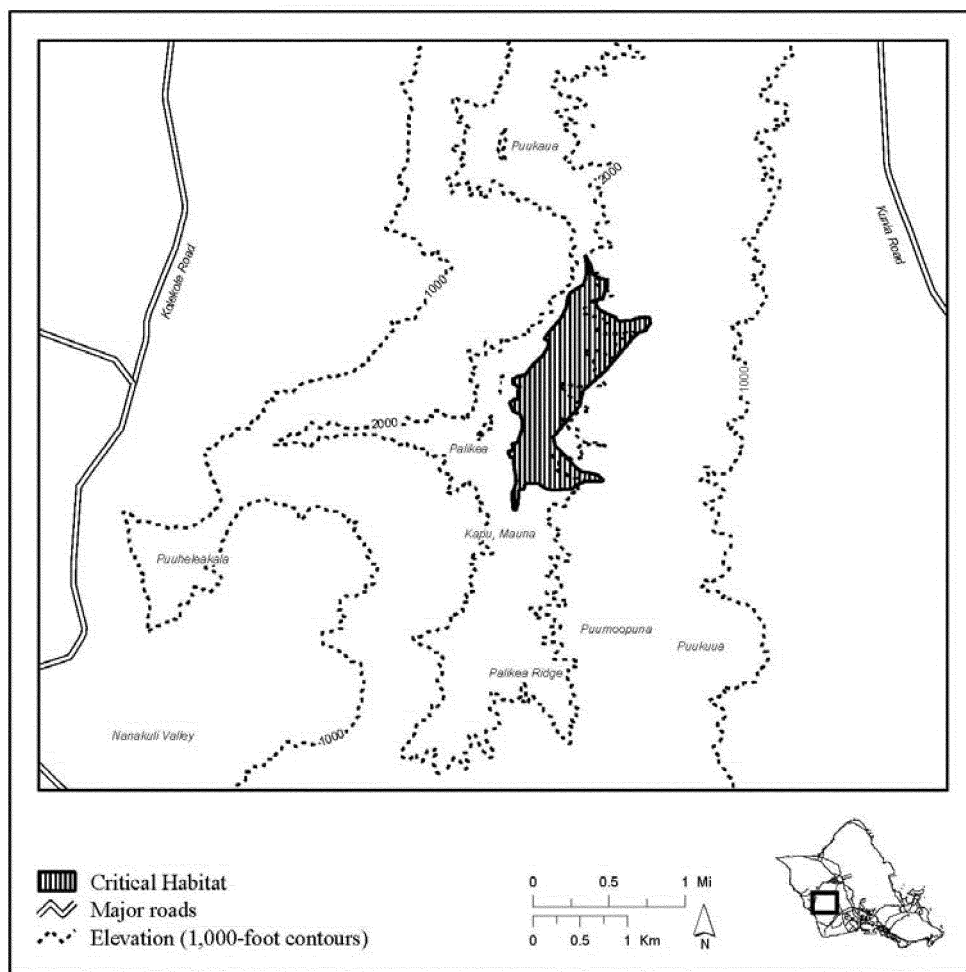 Puukaua
2000
Kalekole Road
Kunia Road
1000
1000
2000
Palikea
Kapu, Mauna
Puuheleakala
Puumoopuna
Puukuua
Palikea Ridge
Nanakuli Valley
1000
Critical Habitat
Major roads
Elevation (1,000-foot contours)
0 0.5 1 Mi
0 0.5 1 Km
N